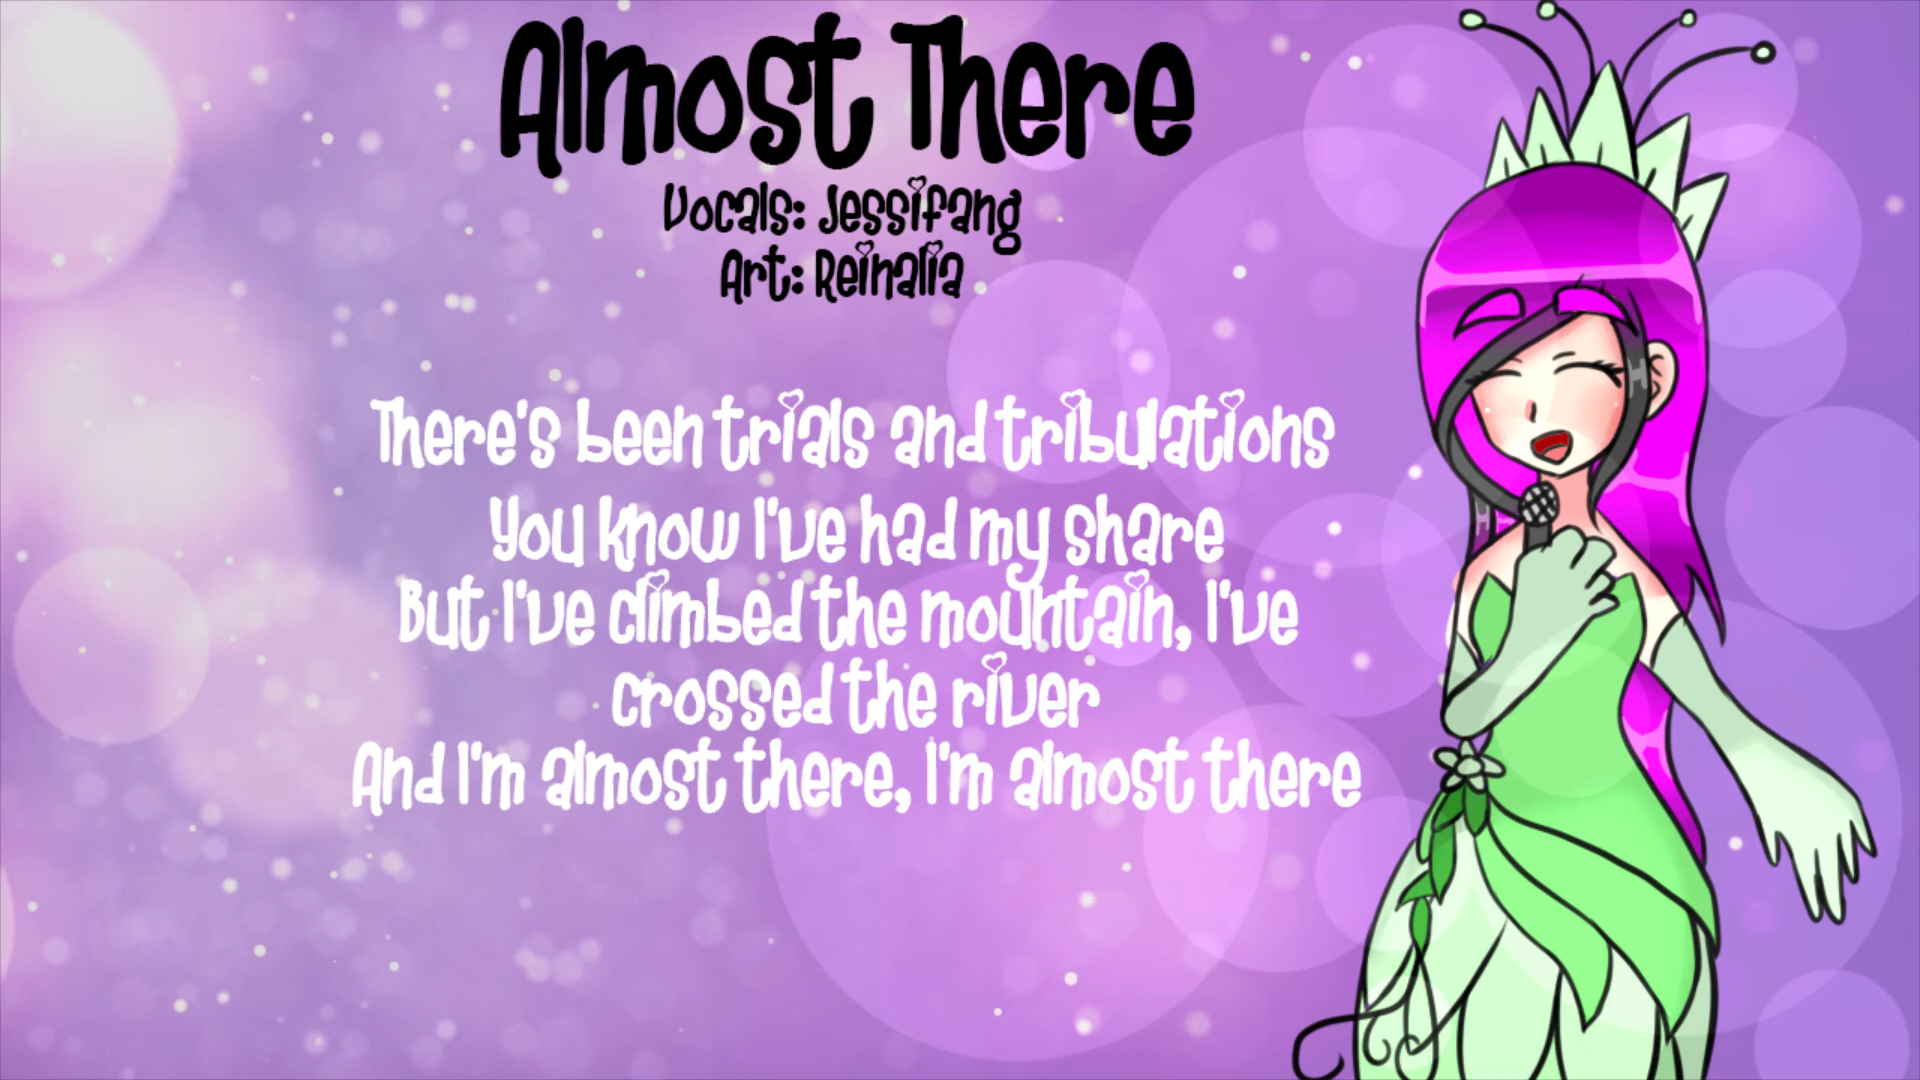 Almost There
Vocals: Jessifang
Art: Reinalia
There's been trials and tribulations
You know I've had my share
But I've climbed the mountain, I've
crossed the river
And I'm almost there, I'm almost there